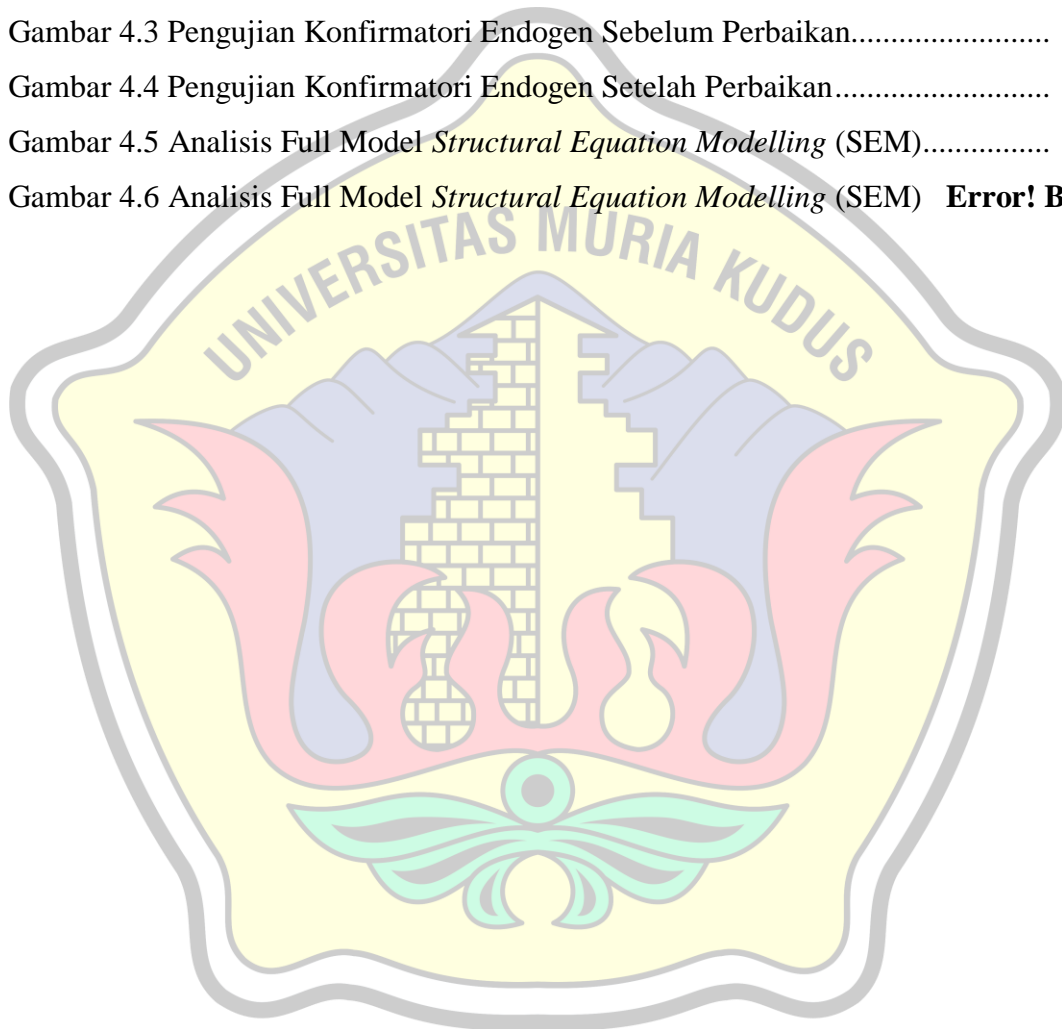 Gambar 4.3 Pengujian Konfirmatori Endogen Sebelum Perbaikan........................
Gambar 4.4 Pengujian Konfirmatori Endogen Setelah Perbaikan..........................
Gambar 4.5 Analisis Full Model Structural Equation Modelling (SEM)...............
Gambar 4.6 Analisis Full Model Structural Equation Modelling (SEM) Error! B
UNIVERSITAS MURIA KUDUS